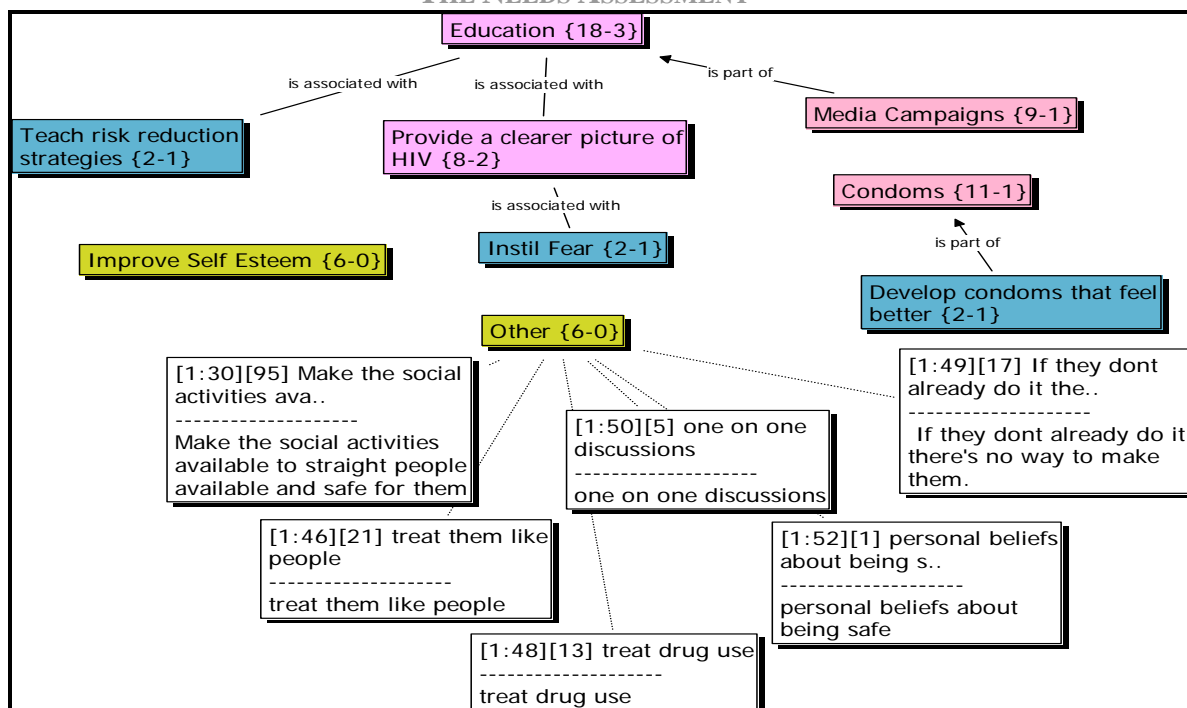 THE NEEDS ASSESSMENT
Education {18-3}
is associated with
is associated with
is part of
Media Campaigns {9-1}
Teach risk reduction
strategies {2-1}
Provide a clearer picture of
HIV {8-2}
Condoms {11-1}
is associated with
is part of
Improve Self Esteem {6-0}
Instil Fear {2-1}
Develop condoms that feel
better {2-1}
Other {6-0}
[1:30][95] Make the social
activities ava..
--------------------
Make the social activities
available to straight people
available and safe for them
[1:50][5] one on one
discussions
--------------------
one on one discussions
[1:49][17] If they dont
already do it the..
--------------------
If they dont already do it
there's no way to make
them.
[1:46][21] treat them like
people
--------------------
treat them like people
[1:52][1] personal beliefs
about being s..
--------------------
personal beliefs about
being safe
[1:48][13] treat drug use
--------------------
treat drug use